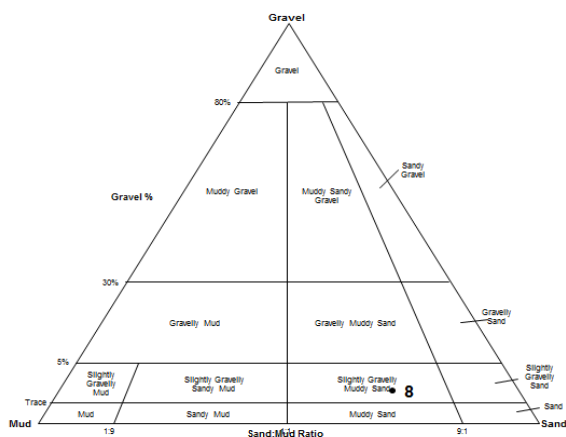 Gravel
Gravel
80%
Sandy
Gravel
Gravel %
Muddy Gravel
Muddy Sandy
Gravel
30%
Gravelly
Sand
Gravelly Mud
Gravelly Muddy Sand
5%
Slightly
Gravelly
Mud
Slightly Gravelly
Sandy Mud
Slightly Gravelly
Muddy Sand
8
Slightly
Gravelly
Sand
Trace
Sand
Mud
Mud
Sandy Mud
Muddy Sand
Sand
1:9
9:1
Sand:Mud Ratio